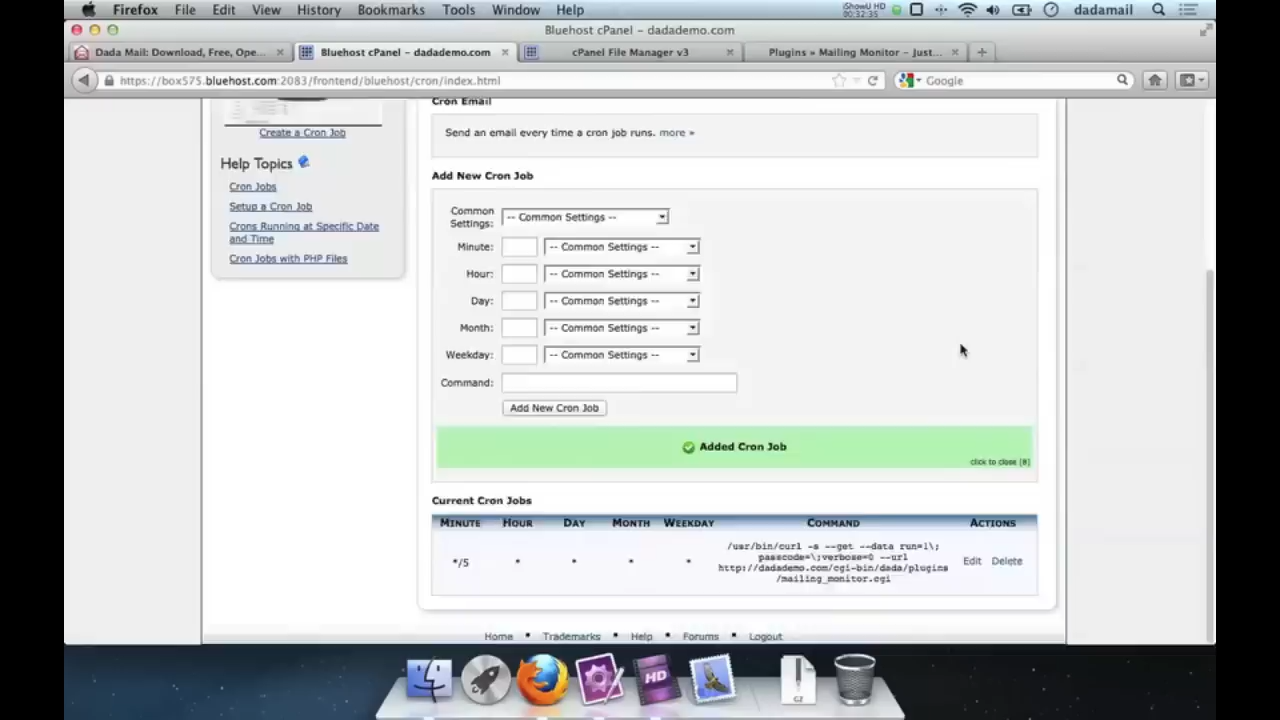 Firefox File Edit View History Bookmarks Tools Window Help iShowU HD 00:32:35 dadamail
Bluehost cPanel – dadademo.com
Dada Mail: Download, Free, Ope... × Bluehost cPanel – dadademo.com × cPanel File Manager v3 × Plugins » Mailing Monitor – Just... × +
https://box575.bluehost.com:2083/frontend/bluehost/cron/index.html Google
Create a Cron Job
Help Topics
Cron Jobs
Setup a Cron Job
Crons Running at Specific Date
and Time
Cron Jobs with PHP Files
Cron Email
Send an email every time a cron job runs. more »
Add New Cron Job
Common
Settings: -- Common Settings --
Minute: -- Common Settings --
Hour: -- Common Settings --
Day: -- Common Settings --
Month: -- Common Settings --
Weekday: -- Common Settings --
Command:
Add New Cron Job
Added Cron Job
click to close [8]
Current Cron Jobs
MINUTE HOUR DAY MONTH WEEKDAY COMMAND ACTIONS
*/5 * * * * /usr/bin/curl -s --get --data run=1\; Edit Delete
passcode=\;verbose=0 --url
http://dadademo.com/cgi-bin/dada/plugins
/mailing_monitor.cgi
Home ▪ Trademarks ▪ Help ▪ Forums ▪ Logout
HD